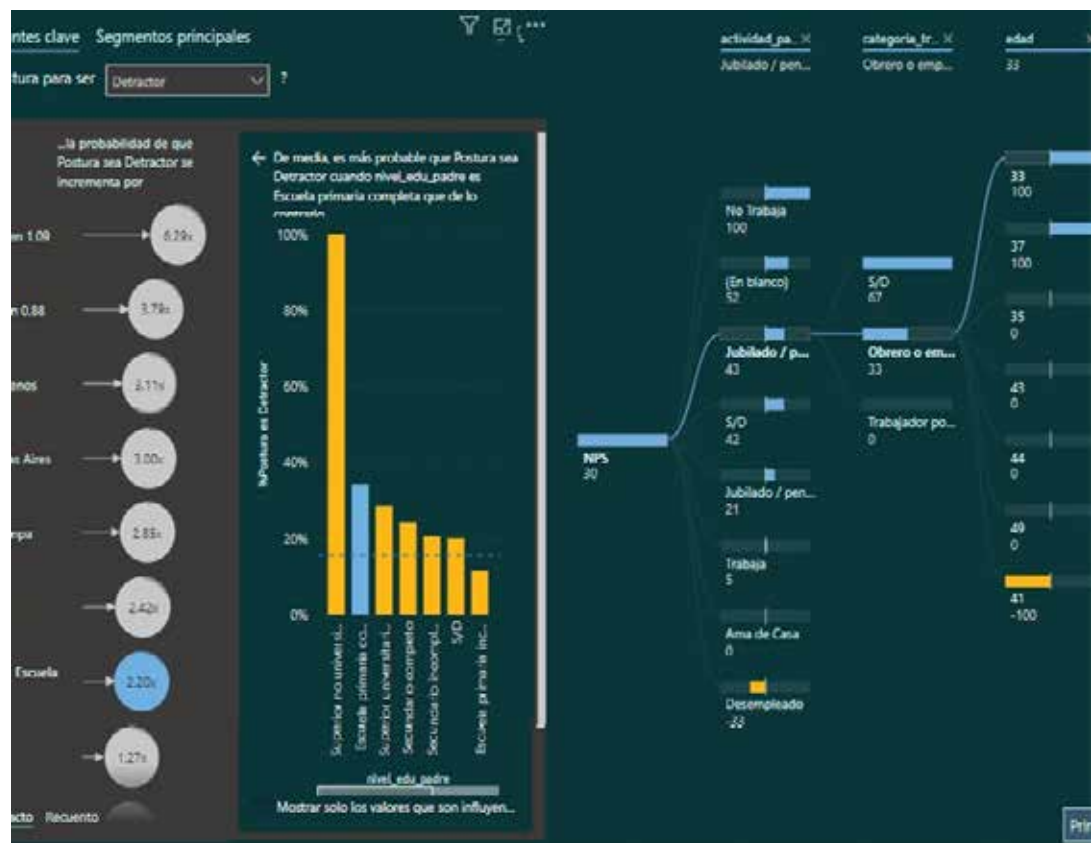 ntes clave Segmentos principales
tura para ser Detractor ?
...la probabilidad de que
Postura sea Detractor se
incrementa por
en 1.09 6.29x
n 0.88 3.79x
enos 3.11x
os Aires 3.00x
mpa 2.85x
2.42x
Escuela 2.20x
1.27x
acto Recuento
← De media, es más probable que Postura sea
Detractor cuando nivel_edu_padre es
Escuela primaria completa que de lo
contrario
%Postura es Detractor
100%
80%
60%
40%
20%
0%
Superior no universi...
Escuela primaria co...
Superior universitari...
Secundario completo
Secundario incompl...
S/D
Escuela primaria inc...
nivel_edu_padre
Mostrar solo los valores que son influyen...
actividad_pa... ×
Jubilado / pen...
categoria_tr... ×
Obrero o emp...
edad
33
NPS
30
No Trabaja
100
(En blanco)
52
Jubilado / p...
43
S/D
42
Jubilado / pen...
21
Trabaja
5
Ama de Casa
0
Desempleado
-33
S/D
67
Obrero o em...
33
Trabajador po...
0
33
100
37
100
35
0
43
0
44
0
49
0
41
-100
Prin